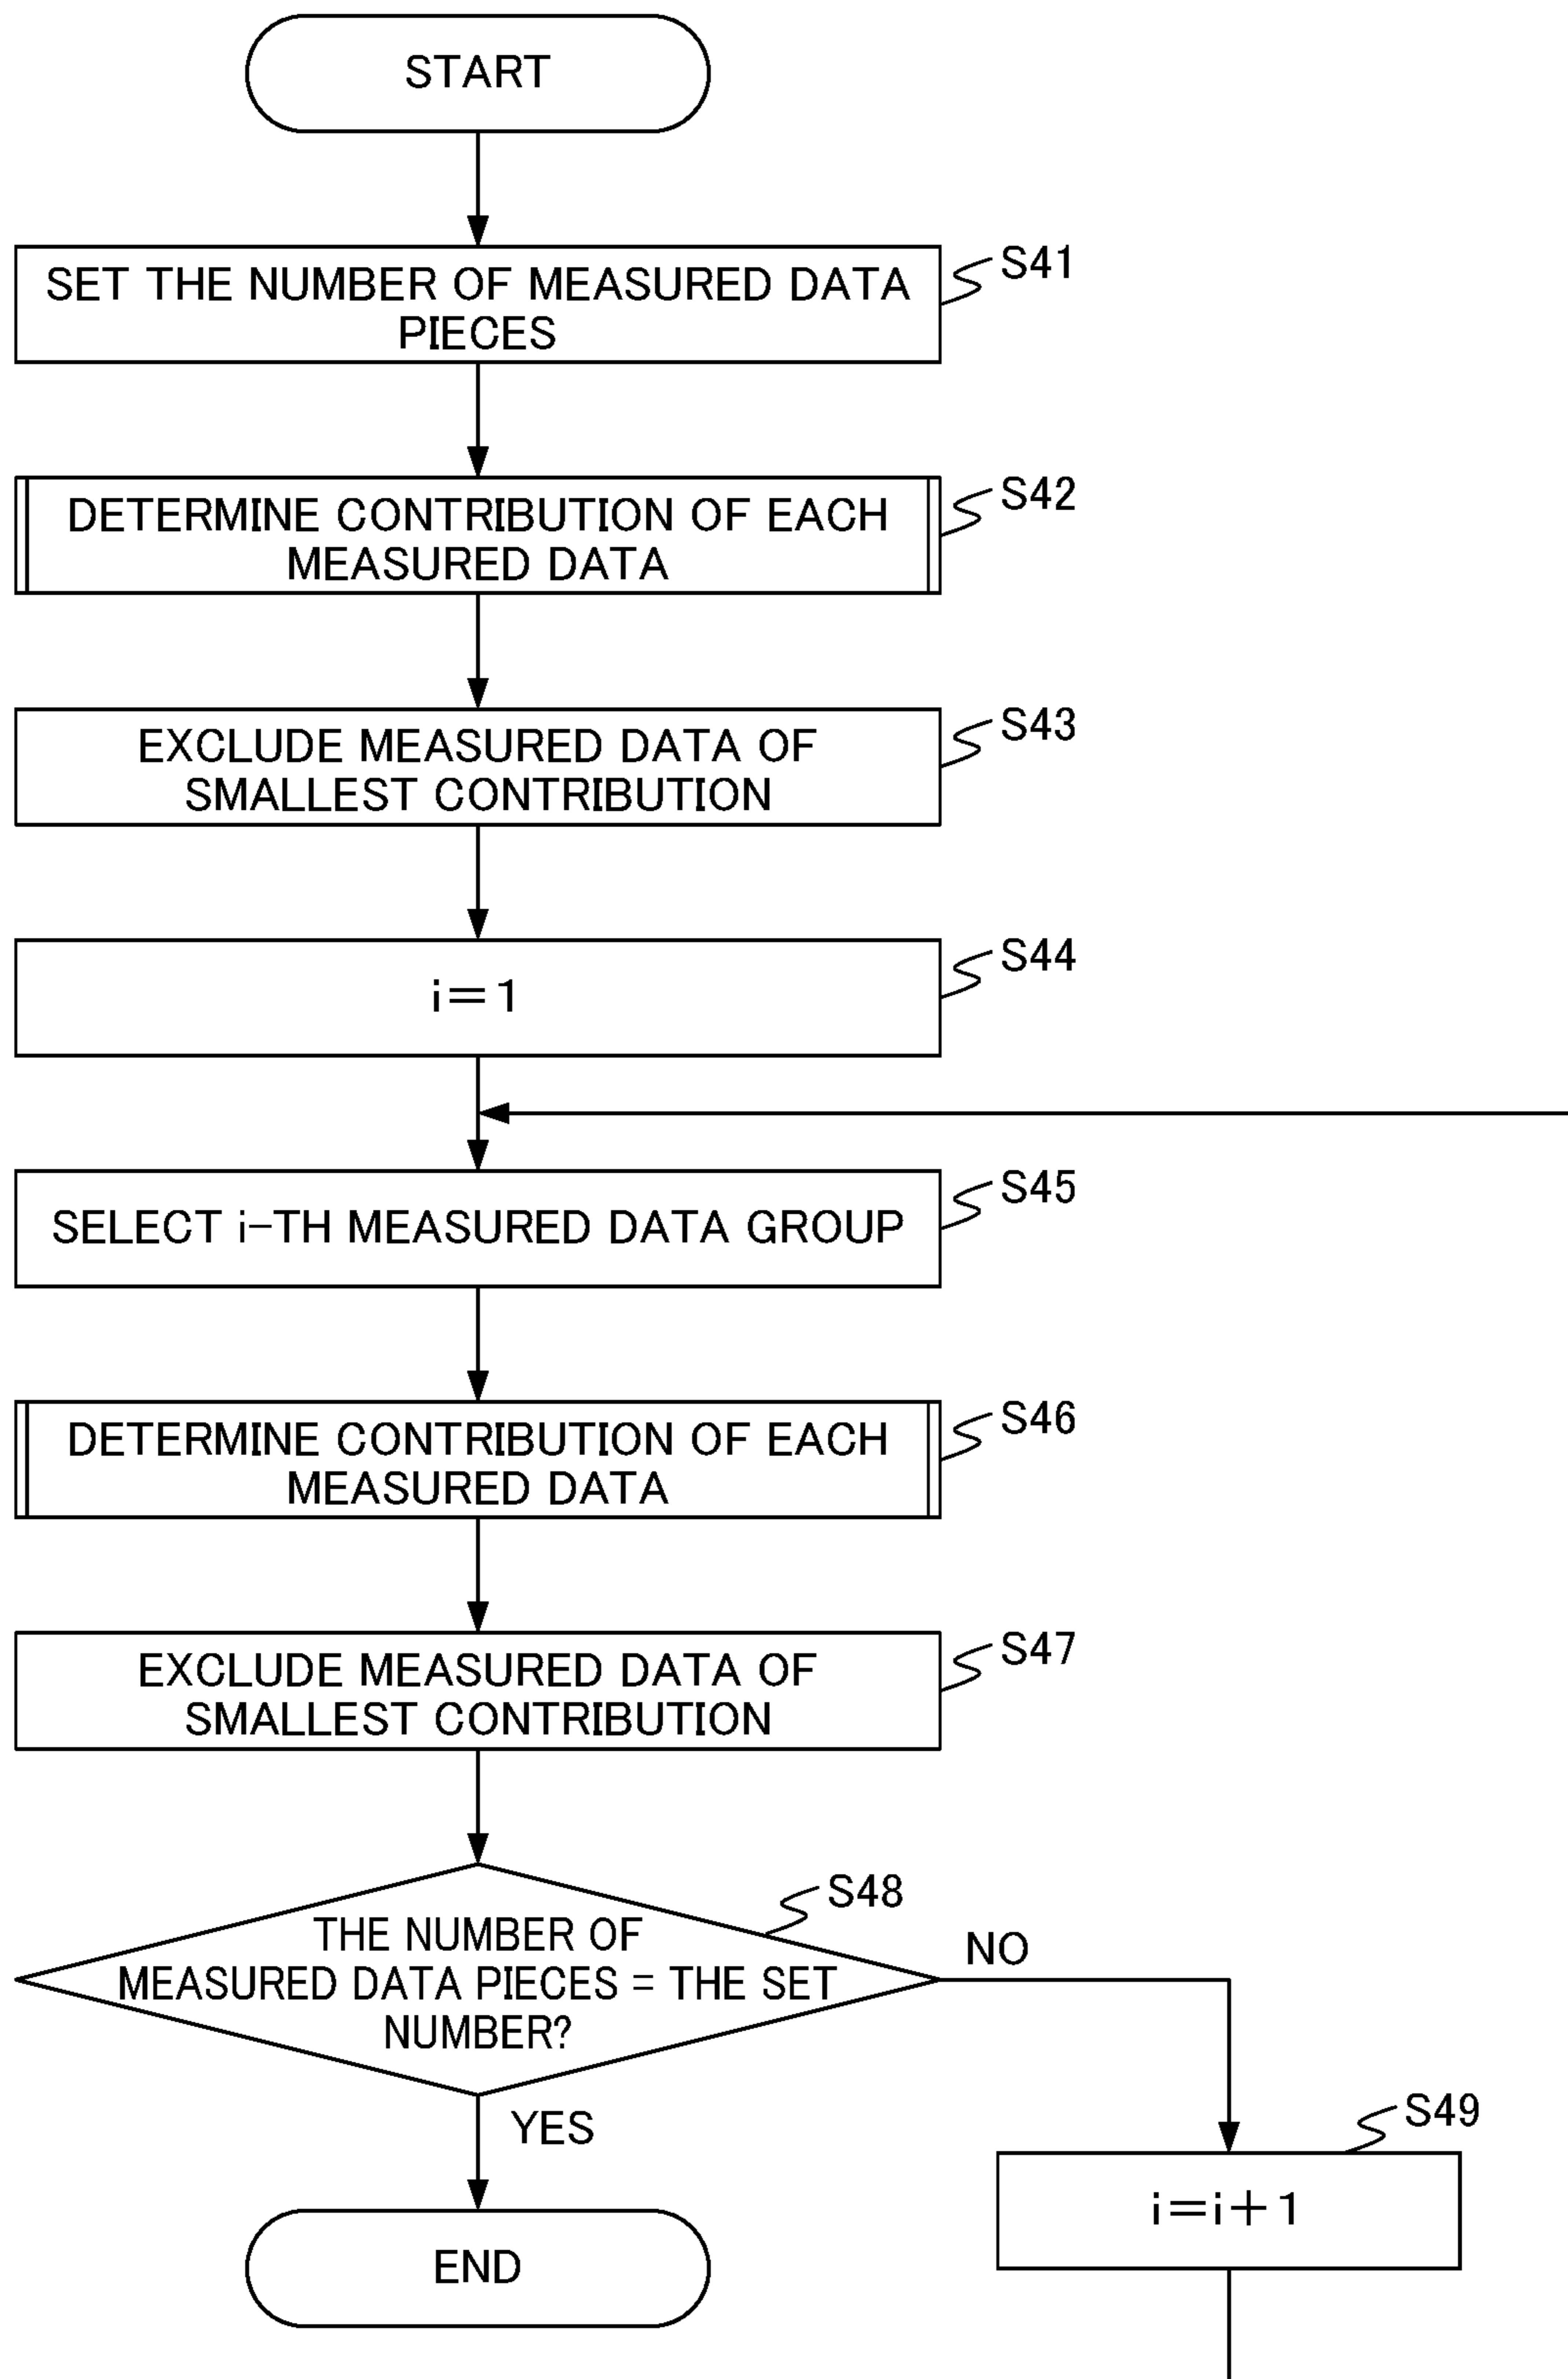 START
S41
SET THE NUMBER OF MEASURED DATA
PIECES
S42
DETERMINE CONTRIBUTION OF EACH
MEASURED DATA
S43
EXCLUDE MEASURED DATA OF
SMALLEST CONTRIBUTION
S44
i=1
S45
SELECT i-TH MEASURED DATA GROUP
S46
DETERMINE CONTRIBUTION OF EACH
MEASURED DATA
S47
EXCLUDE MEASURED DATA OF
SMALLEST CONTRIBUTION
S48
THE NUMBER OF
MEASURED DATA PIECES = THE SET
NUMBER?
NO
YES
S49
i=i+1
END